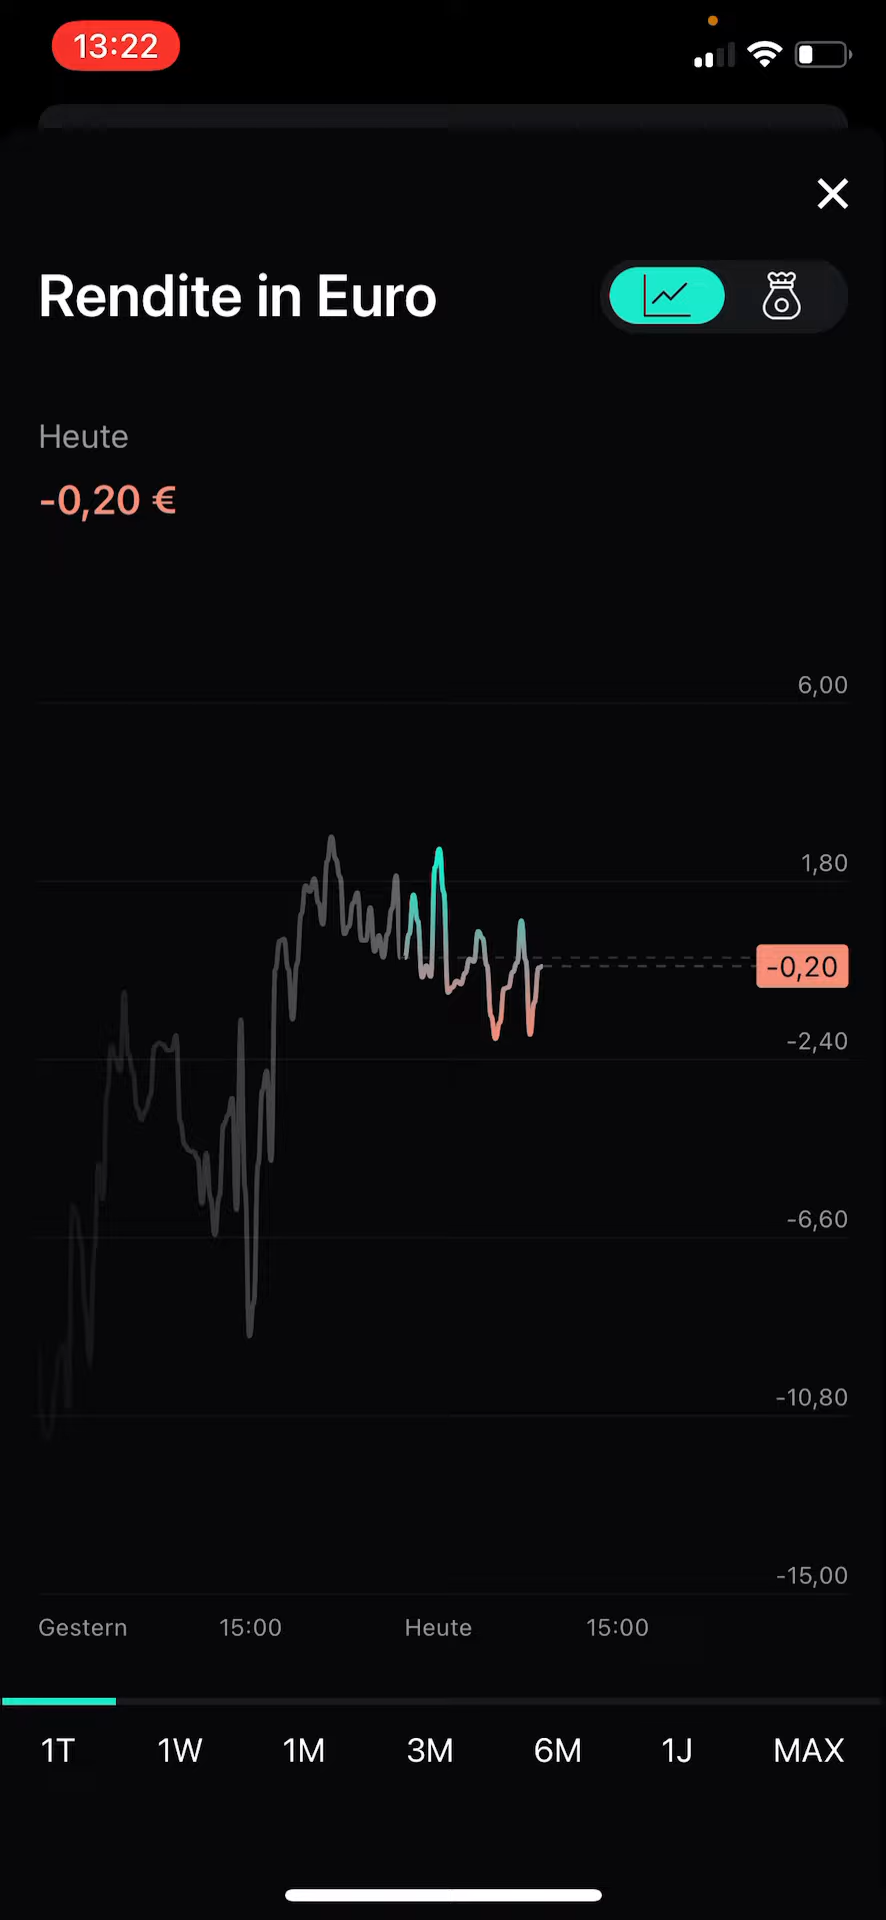 13:22
Rendite in Euro
Heute
-0,20 €
6,00
1,80
-0,20
-2,40
-6,60
-10,80
-15,00
Gestern 15:00 Heute 15:00
1T 1W 1M 3M 6M 1J MAX